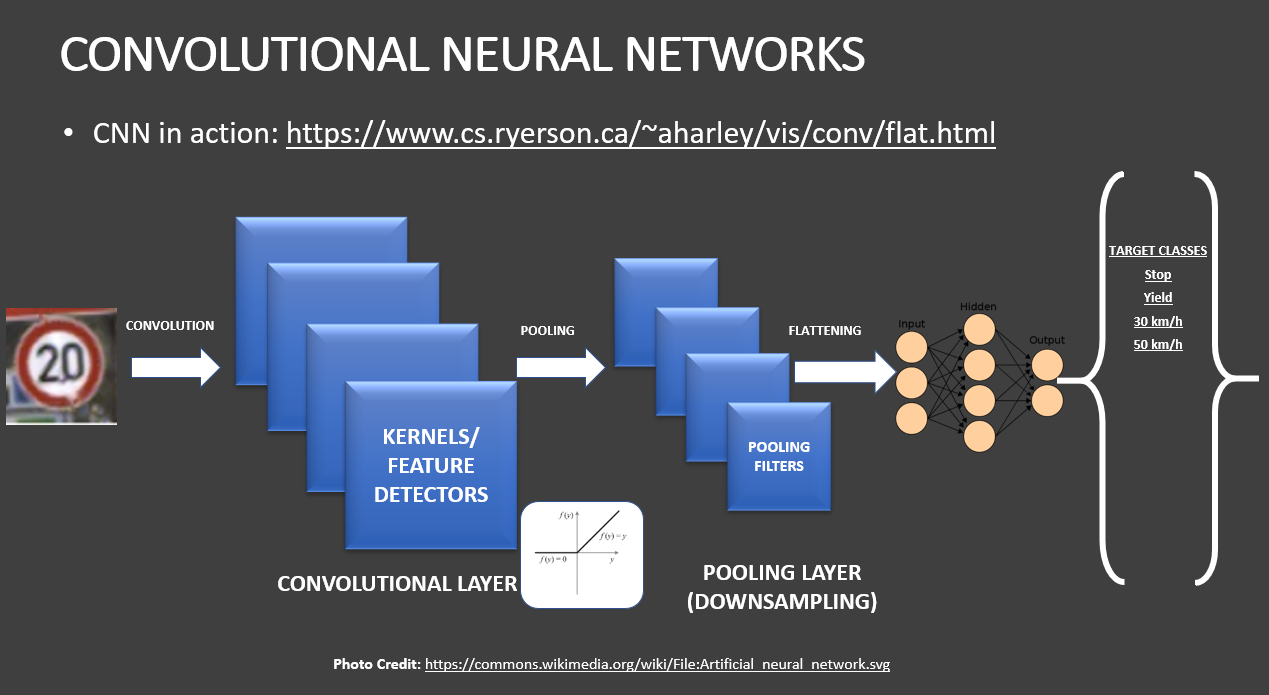 CONVOLUTIONAL NEURAL NETWORKS
• CNN in action: https://www.cs.ryerson.ca/~aharley/vis/conv/flat.html
20
CONVOLUTION
KERNELS/
FEATURE
DETECTORS
CONVOLUTIONAL LAYER
f(y)
f(y) = y
f(y) = 0
y
POOLING
POOLING
FILTERS
POOLING LAYER
(DOWNSAMPLING)
FLATTENING
Input
Hidden
Output
TARGET CLASSES
Stop
Yield
30 km/h
50 km/h
Photo Credit: https://commons.wikimedia.org/wiki/File:Artificial_neural_network.svg